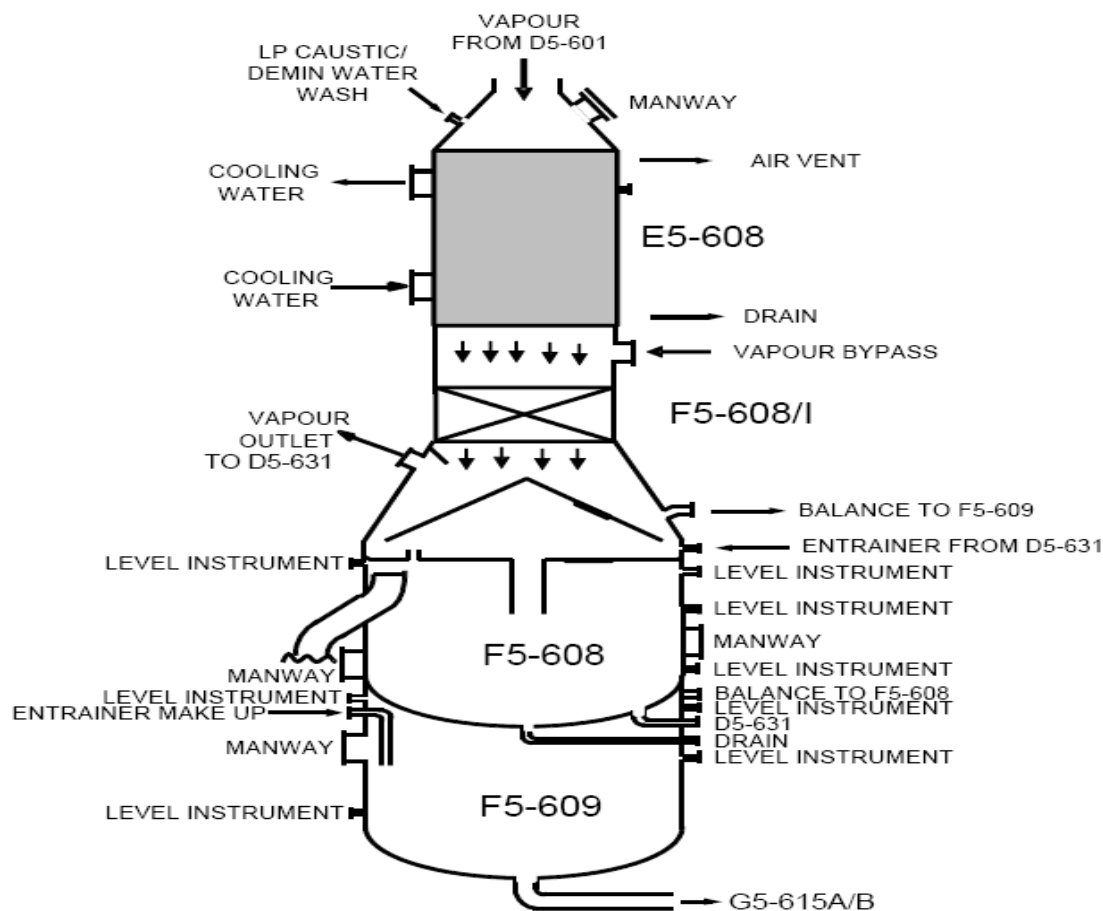 VAPOUR
FROM D5-601
LP CAUSTIC/
DEMIN WATER
WASH
MANWAY
AIR VENT
COOLING
WATER
E5-608
COOLING
WATER
DRAIN
VAPOUR BYPASS
F5-608/I
VAPOUR
OUTLET
TO D5-631
BALANCE TO F5-609
ENTRAINER FROM D5-631
LEVEL INSTRUMENT
LEVEL INSTRUMENT
LEVEL INSTRUMENT
MANWAY
F5-608
MANWAY
LEVEL INSTRUMENT
LEVEL INSTRUMENT
BALANCE TO F5-608
ENTRAINER MAKE UP
LEVEL INSTRUMENT
D5-631
DRAIN
MANWAY
LEVEL INSTRUMENT
LEVEL INSTRUMENT
F5-609
G5-615A/B